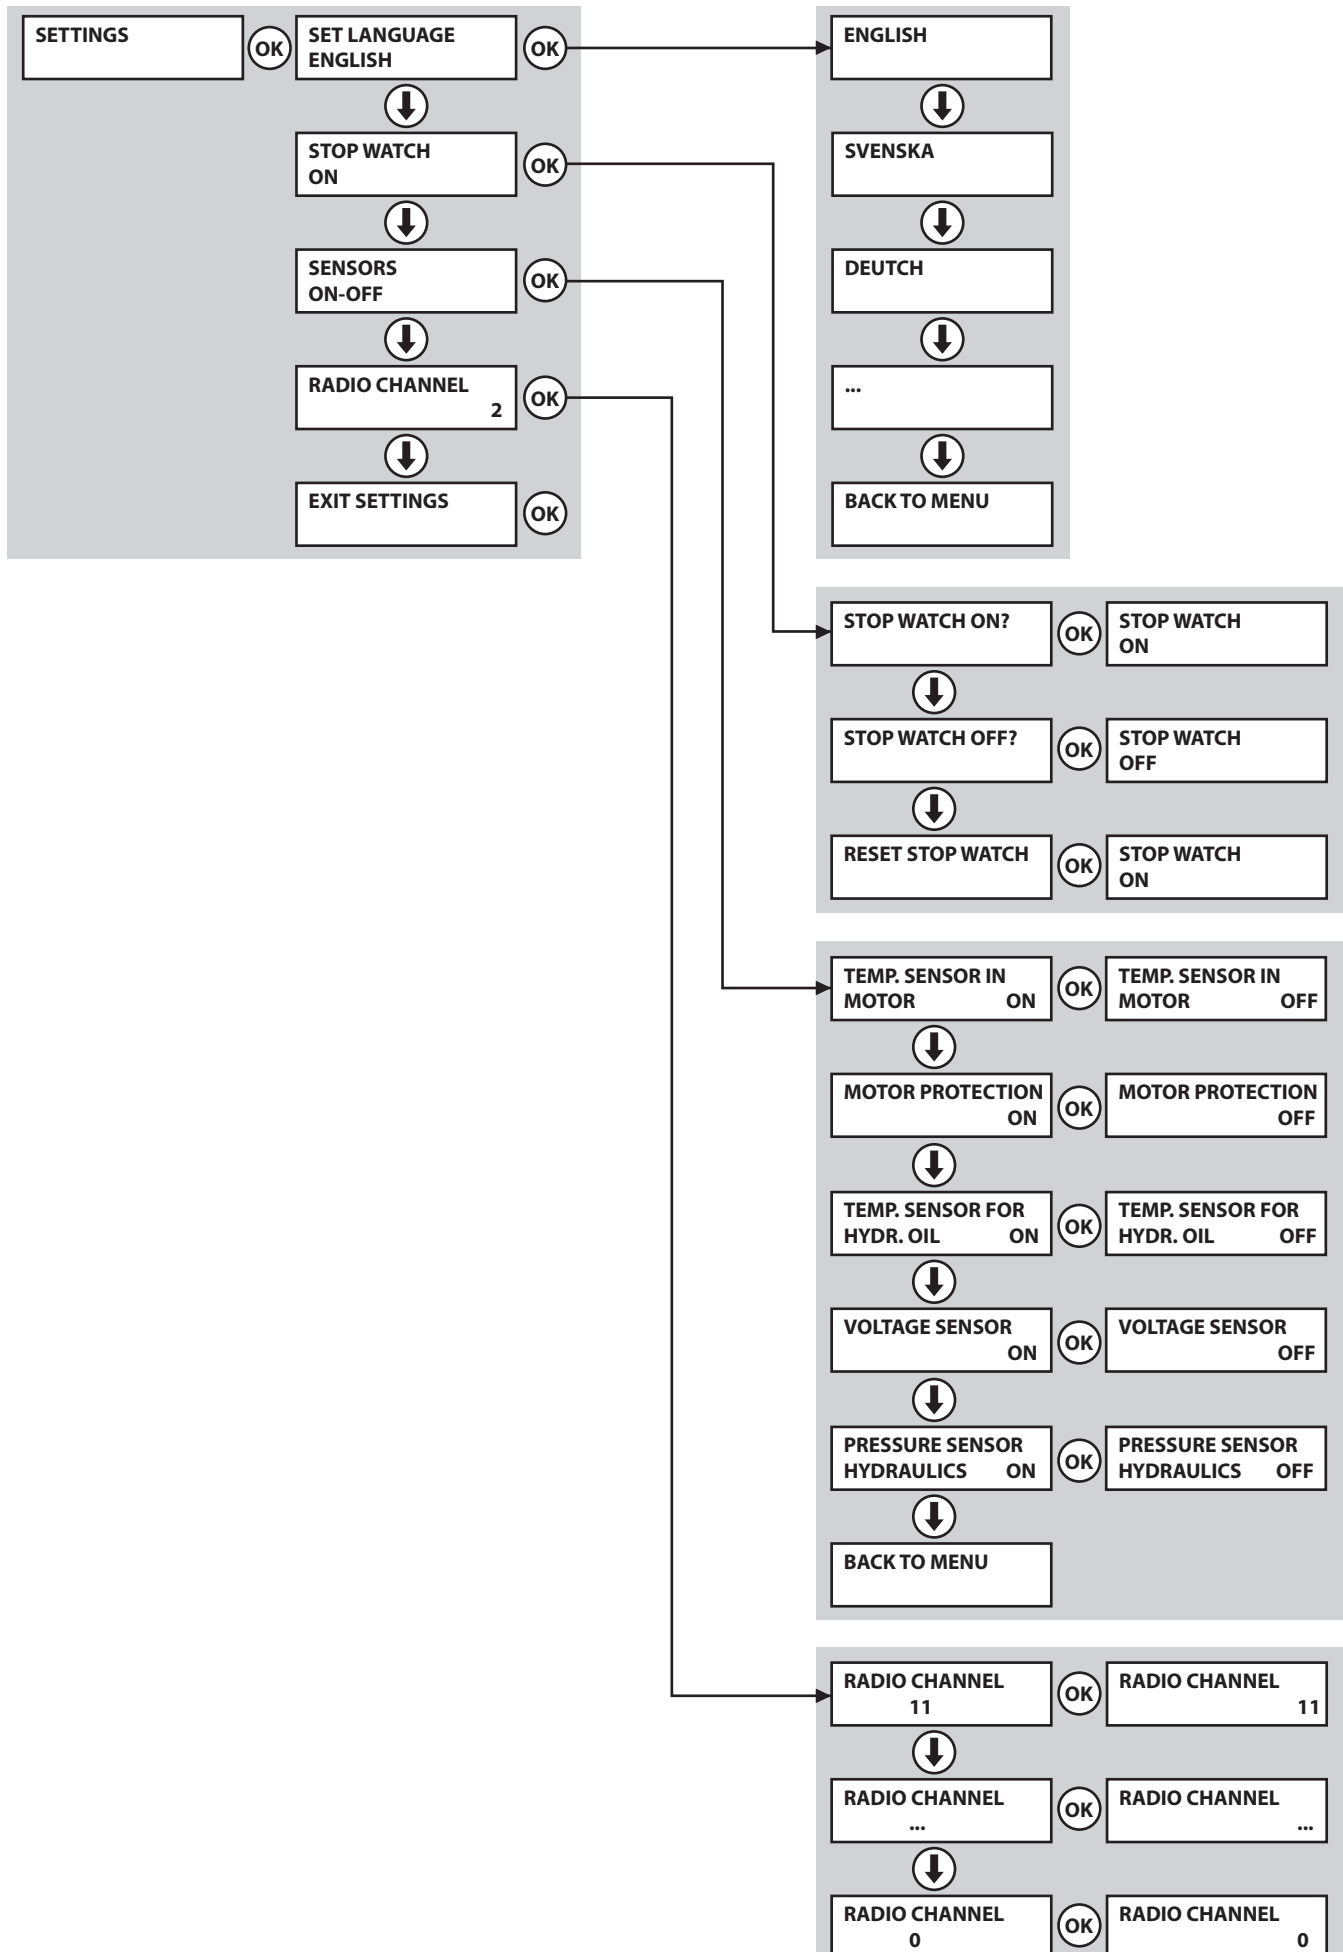 SETTINGS
OK
SET LANGUAGE
ENGLISH
OK
STOP WATCH
ON
OK
SENSORS
ON-OFF
OK
RADIO CHANNEL
2
OK
EXIT SETTINGS
OK
ENGLISH
SVENSKA
DEUTCH
...
BACK TO MENU
STOP WATCH ON?
OK
STOP WATCH
ON
STOP WATCH OFF?
OK
STOP WATCH
OFF
RESET STOP WATCH
OK
STOP WATCH
ON
TEMP. SENSOR IN
MOTOR ON
OK
TEMP. SENSOR IN
MOTOR OFF
MOTOR PROTECTION
ON
OK
MOTOR PROTECTION
OFF
TEMP. SENSOR FOR
HYDR. OIL ON
OK
TEMP. SENSOR FOR
HYDR. OIL OFF
VOLTAGE SENSOR
ON
OK
VOLTAGE SENSOR
OFF
PRESSURE SENSOR
HYDRAULICS ON
OK
PRESSURE SENSOR
HYDRAULICS OFF
BACK TO MENU
RADIO CHANNEL
11
OK
RADIO CHANNEL
11
RADIO CHANNEL
...
OK
RADIO CHANNEL
...
RADIO CHANNEL
0
OK
RADIO CHANNEL
0